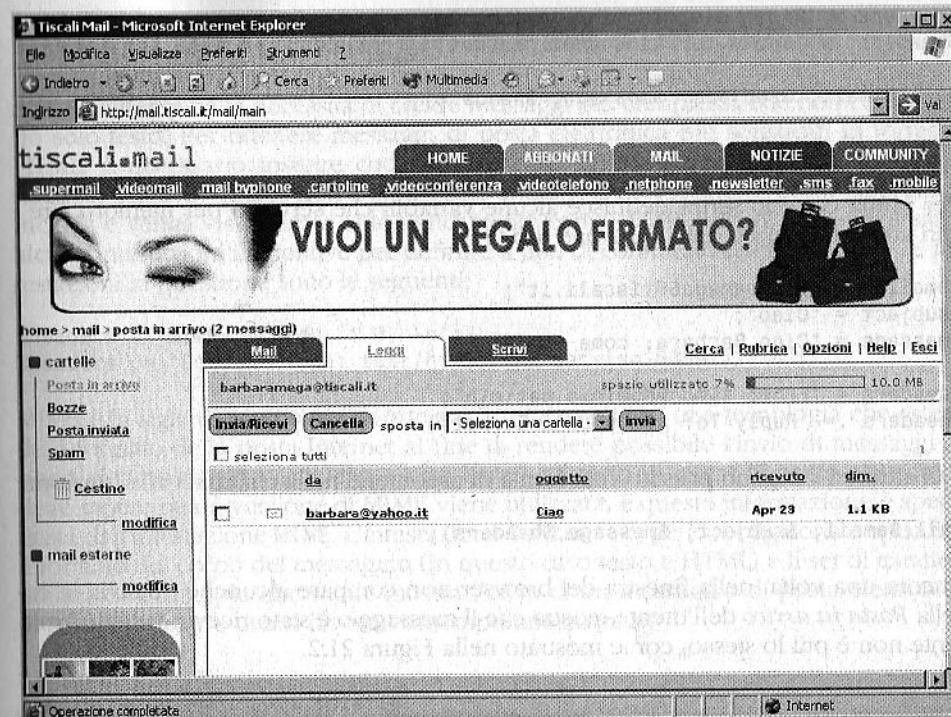 Tiscali Mail - Microsoft Internet Explorer
File Modifica Visualizza Preferiti Strumenti ?
Indietro Cerca Preferiti Multimedia
Indirizzo http://mail.tiscali.it/mail/main Vai
tiscali.mail HOME ABBONATI MAIL NOTIZIE COMMUNITY
.supermail .videomail .mail byphone .cartoline .videoconferenza .videotelefono .netphone .newsletter .sms .fax .mobile
VUOI UN REGALO FIRMATO?
home > mail > posta in arrivo (2 messaggi)
cartelle
Posta in arrivo
Bozze
Posta inviata
Spam
Cestino
modifica
mail esterne
modifica
Mail Leggi Scrivi Cerca | Rubrica | Opzioni | Help | Esci
barbaramega@tiscali.it spazio utilizzato 7% 10.0 MB
Invia/Ricevi Cancella sposta in - Seleziona una cartella - invia
seleziona tutti
da oggetto ricevuto dim.
barbara@yahoo.it Ciao Apr 23 1.1 KB
Operazione completata Internet